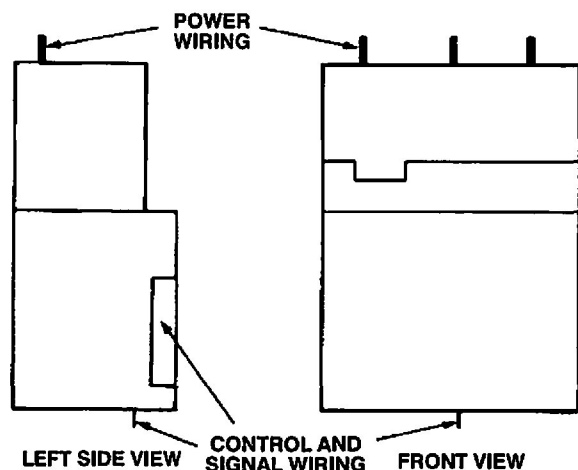 POWER
WIRING
LEFT SIDE VIEW
CONTROL AND
SIGNAL WIRING
FRONT VIEW